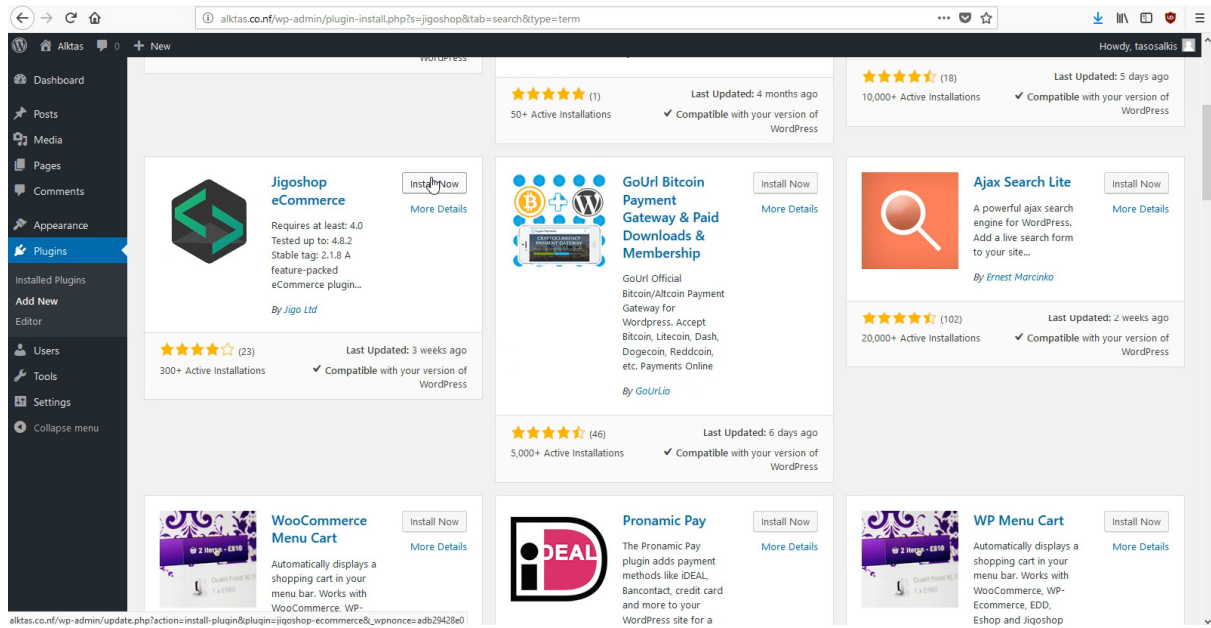 alktas.co.nf/wp-admin/plugin-install.php?s=jigoshop&tab=search&type=term
Alktas
0
New
Howdy, tasosalkis
Dashboard
Posts
Media
Pages
Comments
Appearance
Plugins
Installed Plugins
Add New
Editor
Users
Tools
Settings
Collapse menu
WordPress
(1)
Last Updated: 4 months ago
50+ Active Installations
Compatible with your version of
WordPress
(18)
Last Updated: 5 days ago
10,000+ Active Installations
Compatible with your version of
WordPress
Jigoshop
eCommerce
Install Now
More Details
Requires at least: 4.0
Tested up to: 4.8.2
Stable tag: 2.1.8 A
feature-packed
eCommerce plugin...
By Jigo Ltd
(23)
Last Updated: 3 weeks ago
300+ Active Installations
Compatible with your version of
WordPress
GoUrl Bitcoin
Payment
Gateway & Paid
Downloads &
Membership
Install Now
More Details
CRYPTOCURRENCY
PAYMENT GATEWAY
GoUrl Official
Bitcoin/Altcoin Payment
Gateway for
Wordpress. Accept
Bitcoin, Litecoin, Dash,
Dogecoin, Reddcoin,
etc. Payments Online
By GoUrl.io
(46)
Last Updated: 6 days ago
5,000+ Active Installations
Compatible with your version of
WordPress
Ajax Search Lite
Install Now
More Details
A powerful ajax search
engine for WordPress.
Add a live search form
to your site...
By Ernest Marcinko
(102)
Last Updated: 2 weeks ago
20,000+ Active Installations
Compatible with your version of
WordPress
WooCommerce
Menu Cart
Install Now
More Details
2 items - £810
1 x £560
Automatically displays a
shopping cart in your
menu bar. Works with
WooCommerce, WP-
Pronamic Pay
Install Now
More Details
iDEAL
The Pronamic Pay
plugin adds payment
methods like iDEAL,
Bancontact, credit card
and more to your
WordPress site for a
WP Menu Cart
Install Now
More Details
2 items - £810
1 x £560
Automatically displays a
shopping cart in your
menu bar. Works with
WooCommerce, WP-
Ecommerce, EDD,
Eshop and Jigoshop
alktas.co.nf/wp-admin/update.php?action=install-plugin&plugin=jigoshop-ecommerce&_wpnonce=adb29428e0